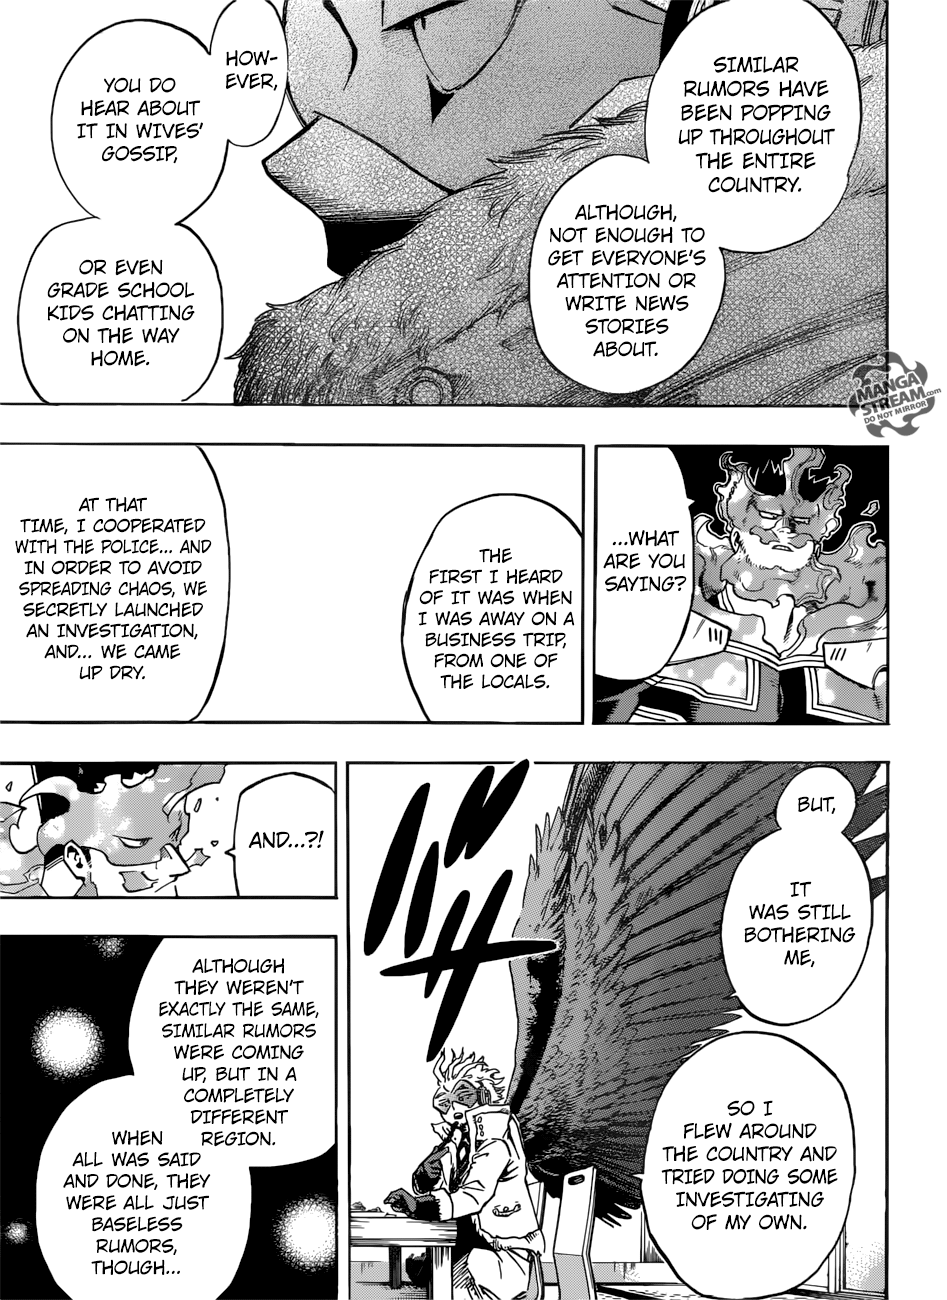 SIMILAR
RUMORS HAVE
BEEN POPPING
UP THROUGHOUT
THE ENTIRE
COUNTRY.
ALTHOUGH,
NOT ENOUGH TO
GET EVERYONE'S
ATTENTION OR
WRITE NEWS
STORIES
ABOUT.
HOW-
EVER,
YOU DO
HEAR ABOUT
IT IN WIVES'
GOSSIP,
OR EVEN
GRADE SCHOOL
KIDS CHATTING
ON THE WAY
HOME.
MANGA
STREAM.com
DO NOT MIRROR
...WHAT
ARE YOU
SAYING?
THE
FIRST I HEARD
OF IT WAS WHEN
I WAS AWAY ON A
BUSINESS TRIP,
FROM ONE OF
THE LOCALS.
AT THAT
TIME, I COOPERATED
WITH THE POLICE... AND
IN ORDER TO AVOID
SPREADING CHAOS, WE
SECRETLY LAUNCHED
AN INVESTIGATION,
AND... WE CAME
UP DRY.
BUT,
IT
WAS STILL
BOTHERING
ME,
SO I
FLEW AROUND
THE COUNTRY AND
TRIED DOING SOME
INVESTIGATING
OF MY OWN.
バサ
AND...?!
ALTHOUGH
THEY WEREN'T
EXACTLY THE SAME,
SIMILAR RUMORS
WERE COMING
UP, BUT IN A
COMPLETELY
DIFFERENT
REGION.
WHEN
ALL WAS SAID
AND DONE, THEY
WERE ALL JUST
BASELESS
RUMORS,
THOUGH...